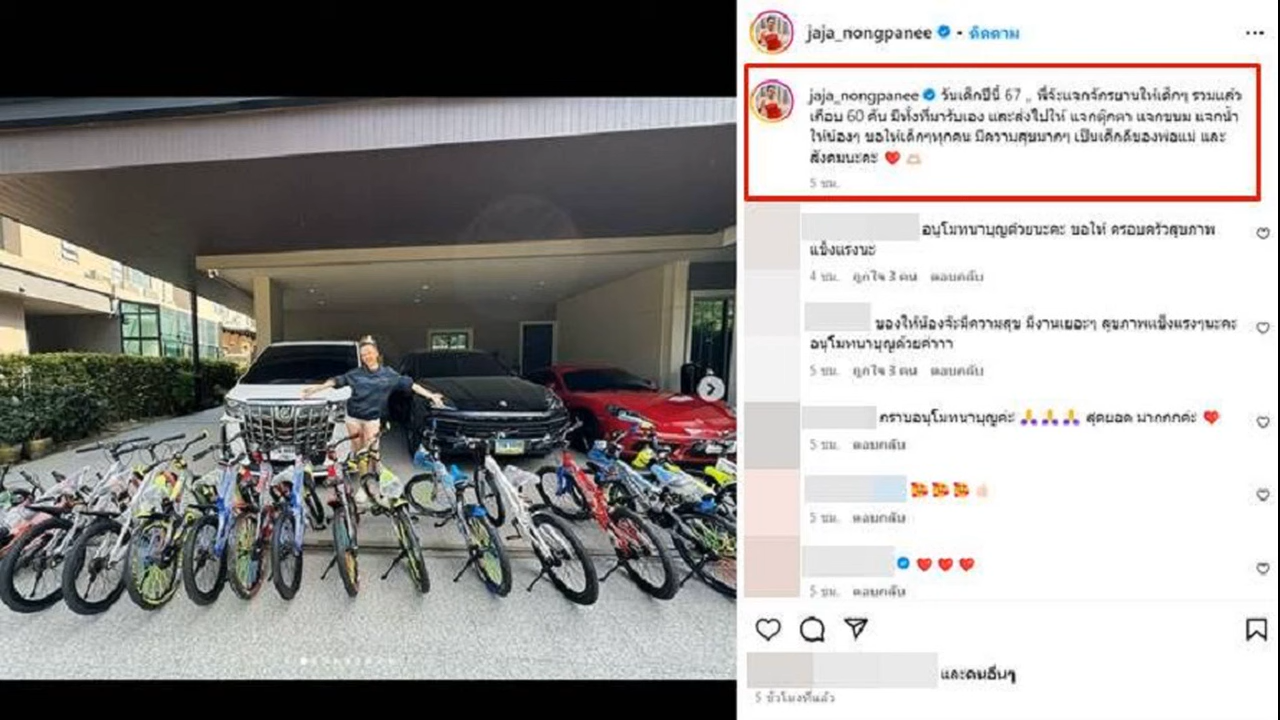 jaja_nongpanee • ติดตาม
jaja_nongpanee วันเด็กปีนี้ 67 ,, พี่จ๊ะแจกจักรยานให้เด็กๆ รวมแล้ว
เกือบ 60 คัน มีทั้งที่มารับเอง และส่งไปให้ แจกตุ๊กตา แจกขนม แจกน้ำ
ให้น้องๆ ขอให้เด็กๆทุกคน มีความสุขมากๆ เป็นเด็กดีของพ่อแม่ และ
สังคมนะคะ ❤️ 🫶🏻
5 ชม.
อนุโมทนาบุญด้วยนะคะ ขอให้ ครอบครัวสุขภาพ
แข็งแรงนะ
4 ชม. ถูกใจ 3 คน ตอบกลับ
ของให้น้องจ๊ะมีความสุข มีงานเยอะๆ สุขภาพแข็งแรงๆนะคะ
อนุโมทนาบุญด้วยค่าาา
5 ชม. ถูกใจ 3 คน ตอบกลับ
กราบอนุโมทนาบุญค่ะ 🙏🙏🙏 สุดยอด มากกกค่ะ ❤️
5 ชม. ตอบกลับ
🥰🥰🥰👍🏻
5 ชม. ตอบกลับ
❤️❤️❤️
5 ชม. ตอบกลับ
และคนอื่นๆ
5 ชั่วโมงที่แล้ว